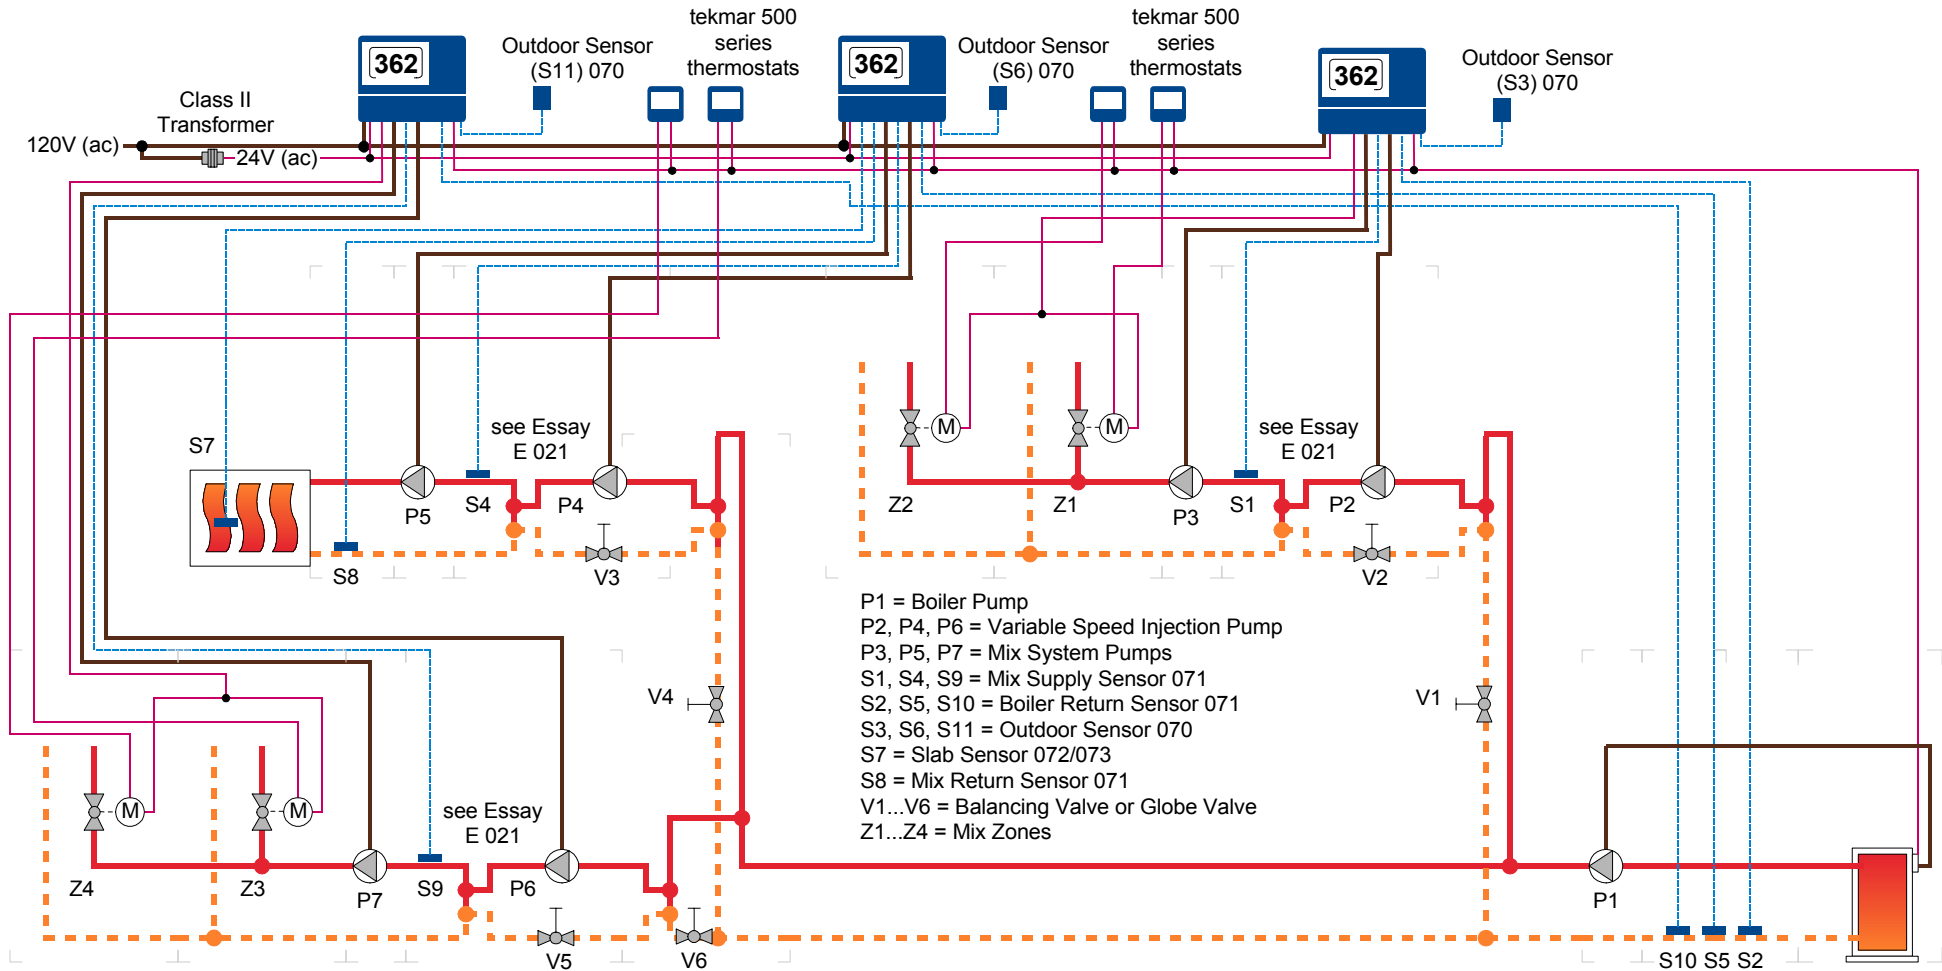 tekmar 500
series
thermostats
tekmar 500
series
thermostats
362
Outdoor Sensor
(S11) 070
362
Outdoor Sensor
(S6) 070
362
Outdoor Sensor
(S3) 070
Class II
Transformer
120V (ac)
24V (ac)
S7
see Essay
E 021
M
M
see Essay
E 021
P5
S4
P4
Z2
Z1
P3
S1
P2
S8
V3
V2
P1 = Boiler Pump
P2, P4, P6 = Variable Speed Injection Pump
P3, P5, P7 = Mix System Pumps
S1, S4, S9 = Mix Supply Sensor 071
S2, S5, S10 = Boiler Return Sensor 071
S3, S6, S11 = Outdoor Sensor 070
S7 = Slab Sensor 072/073
S8 = Mix Return Sensor 071
V1...V6 = Balancing Valve or Globe Valve
Z1...Z4 = Mix Zones
V4
V1
M
M
see Essay
E 021
Z4
Z3
P7
S9
P6
P1
V5
V6
S10
S5
S2